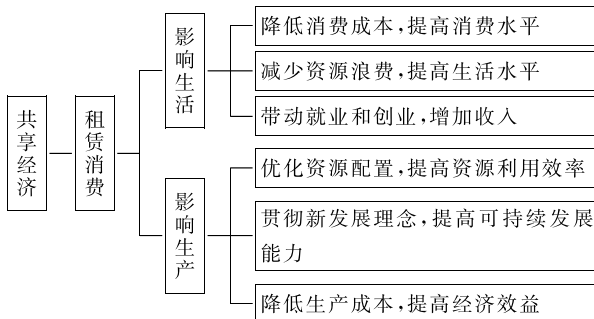 共享经济
租赁消费
影响生活
降低消费成本,提高消费水平
减少资源浪费,提高生活水平
带动就业和创业,增加收入
影响生产
优化资源配置,提高资源利用效率
贯彻新发展理念,提高可持续发展
能力
降低生产成本,提高经济效益